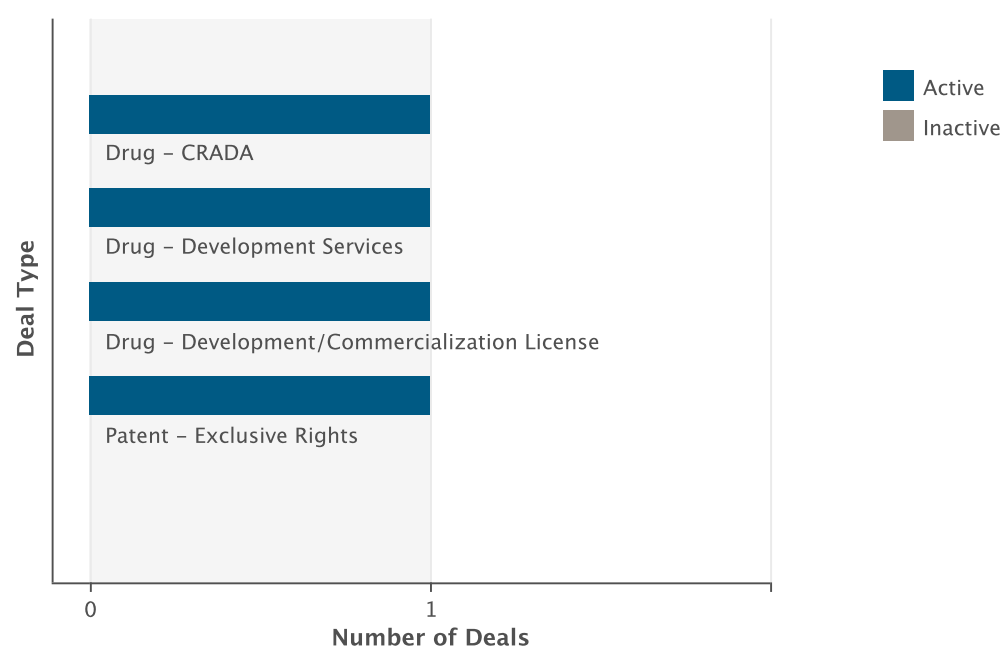 Active
Inactive
Drug – CRADA
Drug – Development Services
Drug – Development/Commercialization License
Patent – Exclusive Rights
Deal Type
0 1
Number of Deals